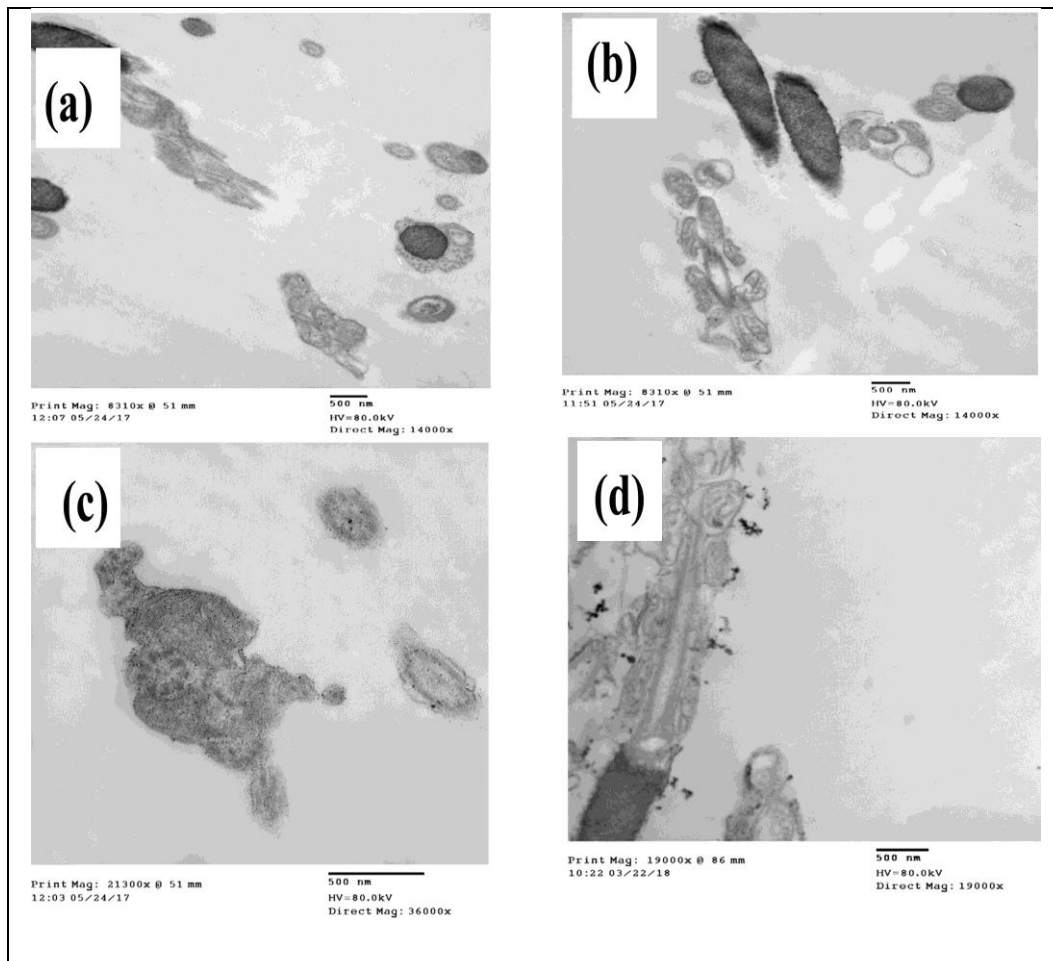 (a)
Print Mag: 8310x @ 51 mm
12:07 05/24/17
500 nm
HV=80.0kV
Direct Mag: 14000x
(b)
Print Mag: 8310x @ 51 mm
11:51 05/24/17
500 nm
HV=80.0kV
Direct Mag: 14000x
(c)
Print Mag: 21300x @ 51 mm
12:03 05/24/17
500 nm
HV=80.0kV
Direct Mag: 36000x
(d)
Print Mag: 19000x @ 86 mm
10:22 03/22/18
500 nm
HV=80.0kV
Direct Mag: 19000x